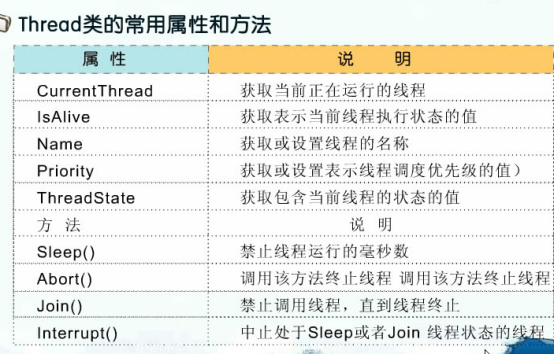 Thread类的常用属性和方法
属 性 说 明
CurrentThread 获取当前正在运行的线程
IsAlive 获取表示当前线程执行状态的值
Name 获取或设置线程的名称
Priority 获取或设置表示线程调度优先级的值）
ThreadState 获取包含当前线程的状态的值
方 法 说 明
Sleep() 禁止线程运行的毫秒数
Abort() 调用该方法终止线程 调用该方法终止线程
Join() 禁止调用线程，直到线程终止
Interrupt() 中止处于Sleep或者Join 线程状态的线程